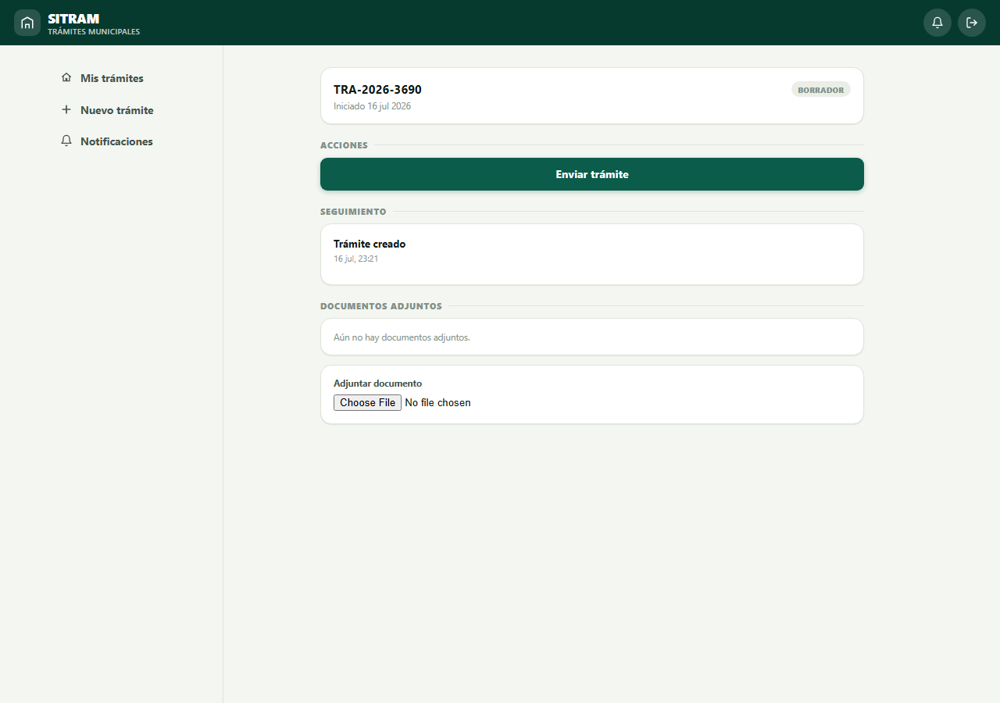 SITRAM
TRÁMITES MUNICIPALES
Mis trámites
Nuevo trámite
Notificaciones
TRA-2026-3690
BORRADOR
Iniciado 16 jul 2026
ACCIONES
Enviar trámite
SEGUIMIENTO
Trámite creado
16 jul, 23:21
DOCUMENTOS ADJUNTOS
Aún no hay documentos adjuntos.
Adjuntar documento
Choose File No file chosen